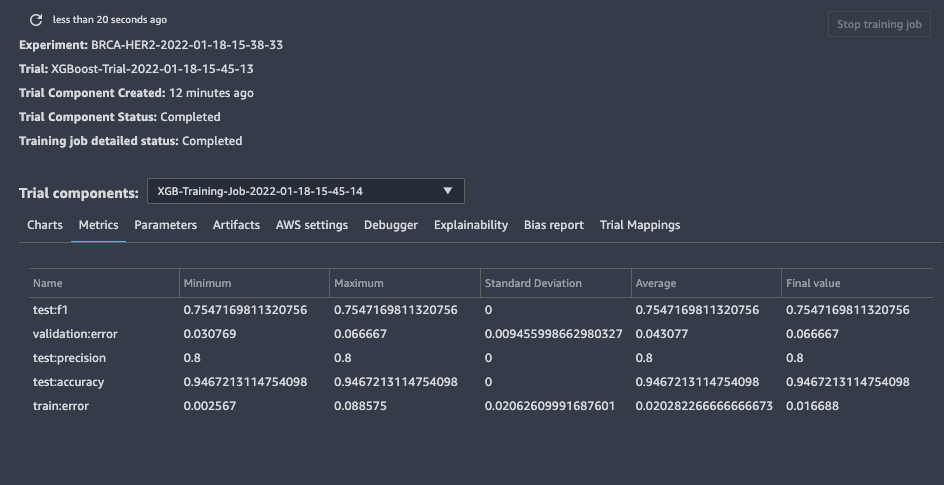 less than 20 seconds ago
Stop training job
Experiment: BRCA-HER2-2022-01-18-15-38-33
Trial: XGBoost-Trial-2022-01-18-15-45-13
Trial Component Created: 12 minutes ago
Trial Component Status: Completed
Training job detailed status: Completed
Trial components: XGB-Training-Job-2022-01-18-15-45-14
Charts Metrics Parameters Artifacts AWS settings Debugger Explainability Bias report Trial Mappings
Name Minimum Maximum Standard Deviation Average Final value
test:f1 0.7547169811320756 0.7547169811320756 0 0.7547169811320756 0.7547169811320756
validation:error 0.030769 0.066667 0.009455998662980327 0.043077 0.066667
test:precision 0.8 0.8 0 0.8 0.8
test:accuracy 0.9467213114754098 0.9467213114754098 0 0.9467213114754098 0.9467213114754098
train:error 0.002567 0.088575 0.02062609991687601 0.020282266666666673 0.016688